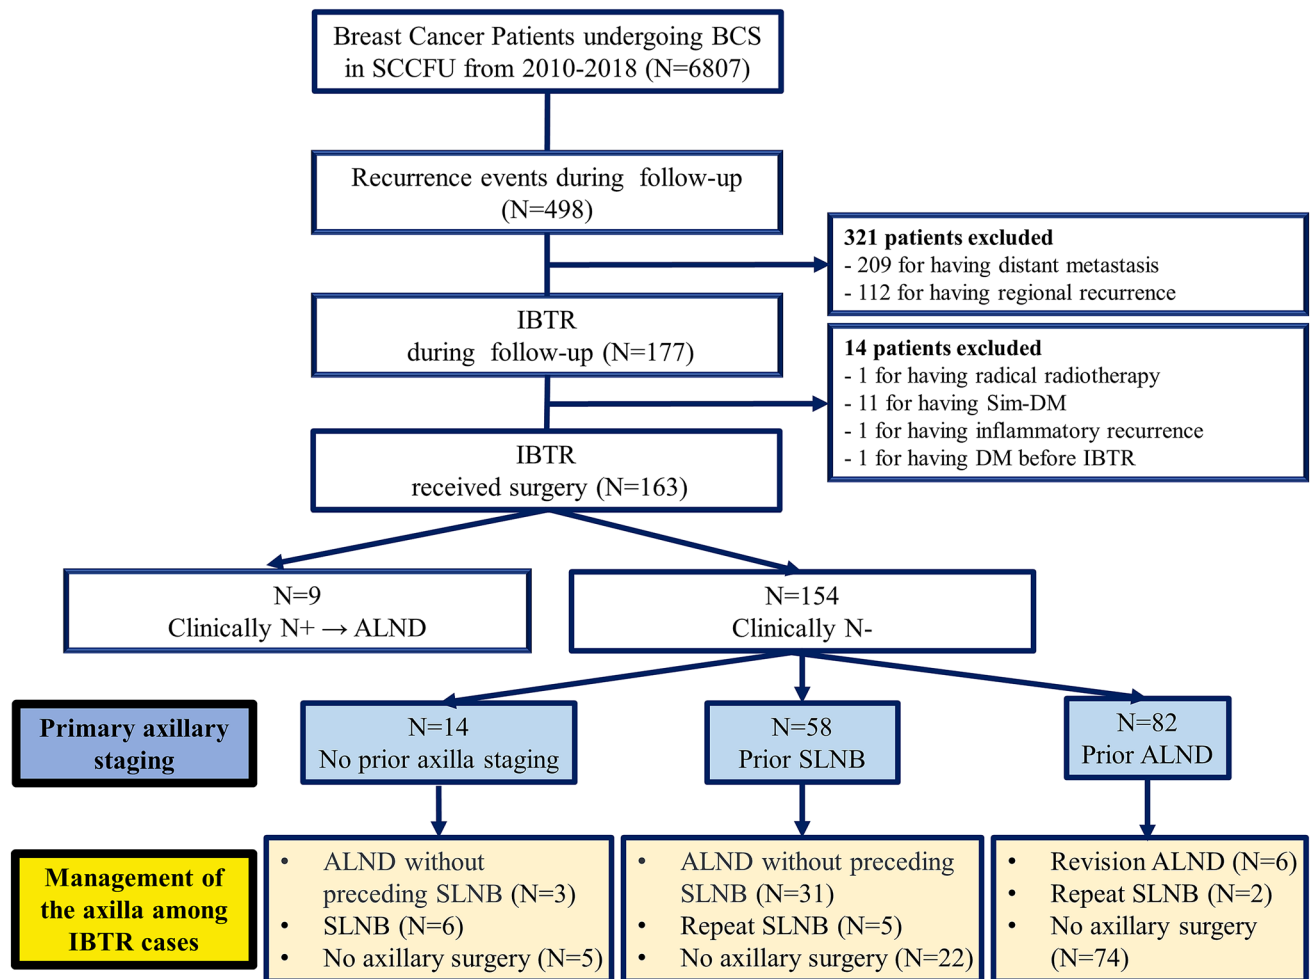 Breast Cancer Patients undergoing BCS
in SCCFU from 2010-2018 (N=6807)
Recurrence events during follow-up
(N=498)
321 patients excluded
- 209 for having distant metastasis
- 112 for having regional recurrence
IBTR
during follow-up (N=177)
14 patients excluded
- 1 for having radical radiotherapy
- 11 for having Sim-DM
- 1 for having inflammatory recurrence
- 1 for having DM before IBTR
IBTR
received surgery (N=163)
N=9
Clinically N+ → ALND
N=154
Clinically N-
Primary axillary
staging
N=14
No prior axilla staging
N=58
Prior SLNB
N=82
Prior ALND
Management of
the axilla among
IBTR cases
• ALND without
preceding SLNB (N=3)
• SLNB (N=6)
• No axillary surgery (N=5)
• ALND without preceding
SLNB (N=31)
• Repeat SLNB (N=5)
• No axillary surgery (N=22)
• Revision ALND (N=6)
• Repeat SLNB (N=2)
• No axillary surgery
(N=74)